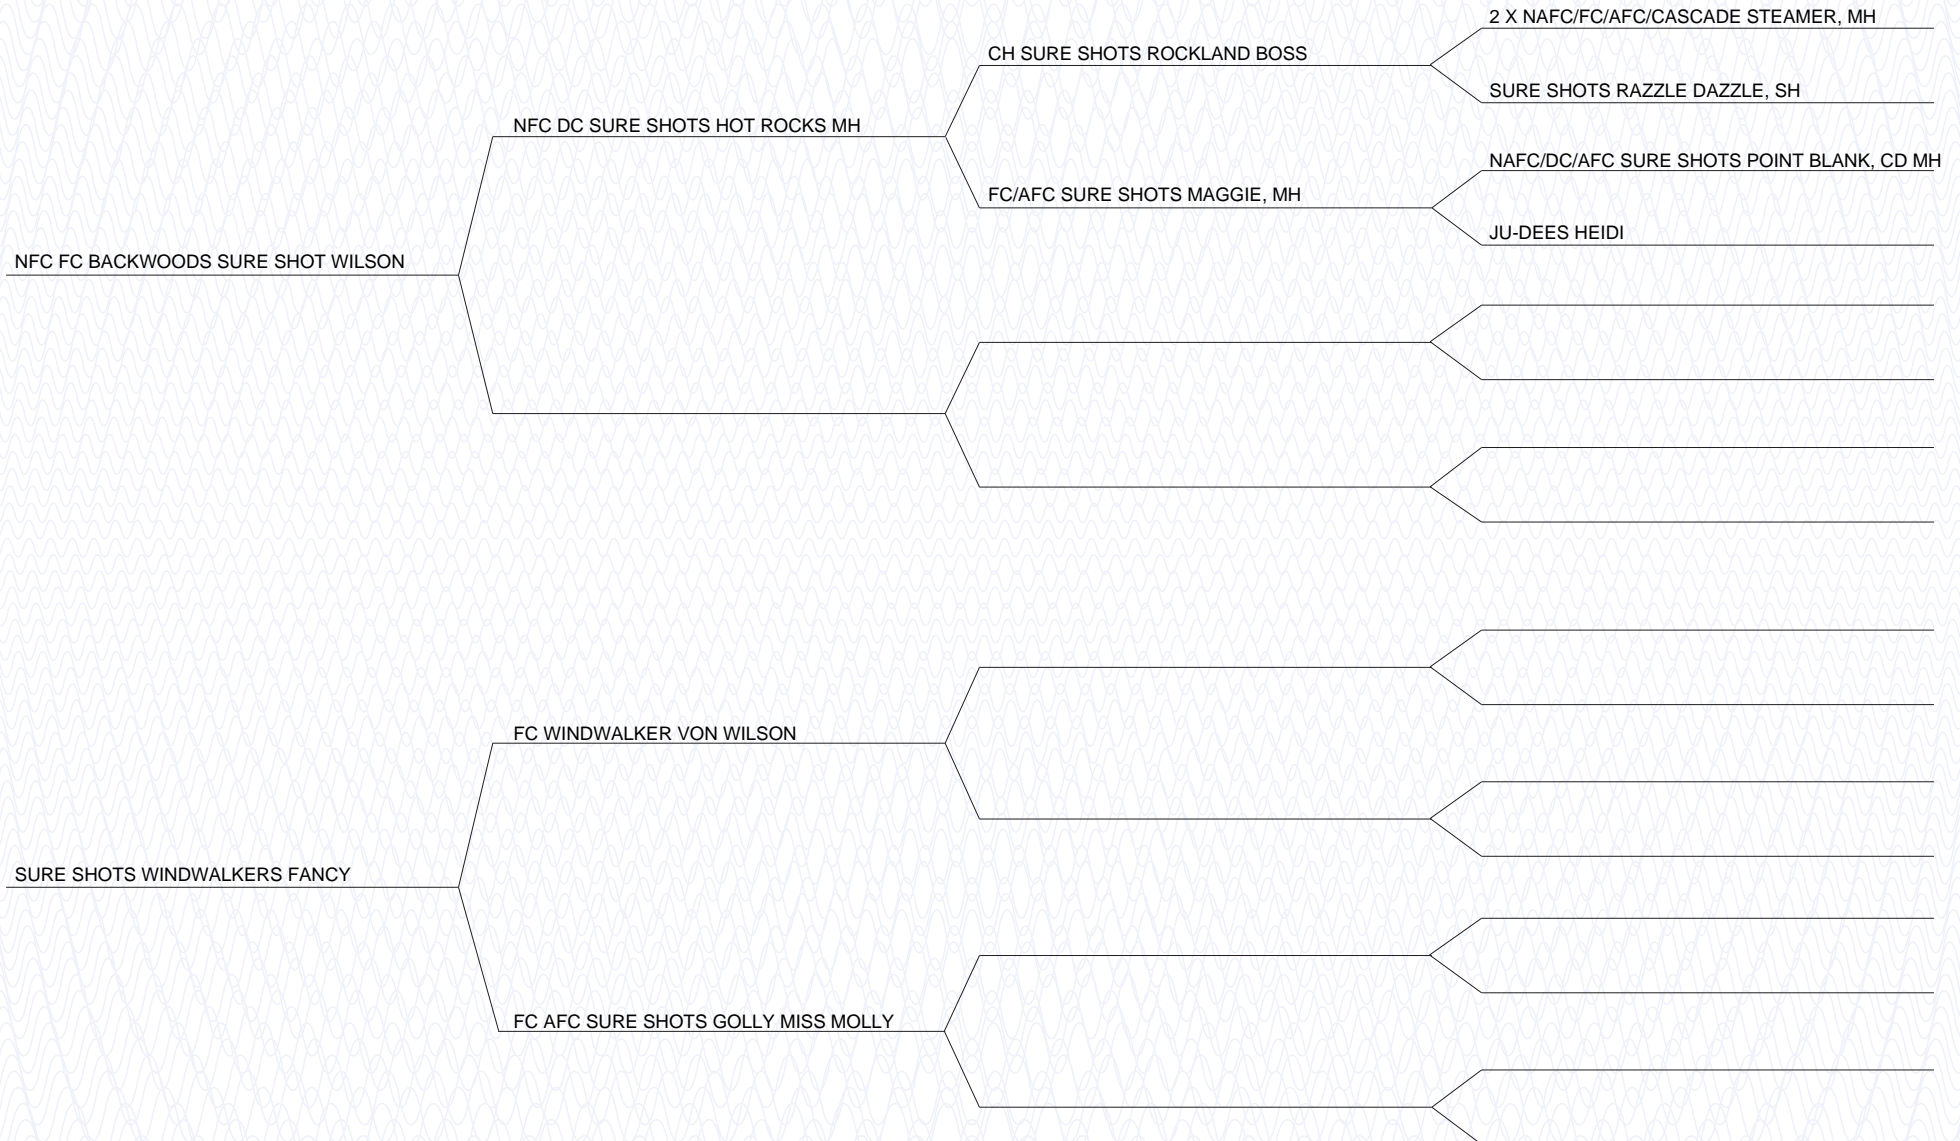 2 X NAFC/FC/AFC/CASCADE STEAMER, MH
CH SURE SHOTS ROCKLAND BOSS
SURE SHOTS RAZZLE DAZZLE, SH
NFC DC SURE SHOTS HOT ROCKS MH
NAFC/DC/AFC SURE SHOTS POINT BLANK, CD MH
FC/AFC SURE SHOTS MAGGIE, MH
JU-DEES HEIDI
NFC FC BACKWOODS SURE SHOT WILSON
FC WINDWALKER VON WILSON
SURE SHOTS WINDWALKERS FANCY
FC AFC SURE SHOTS GOLLY MISS MOLLY